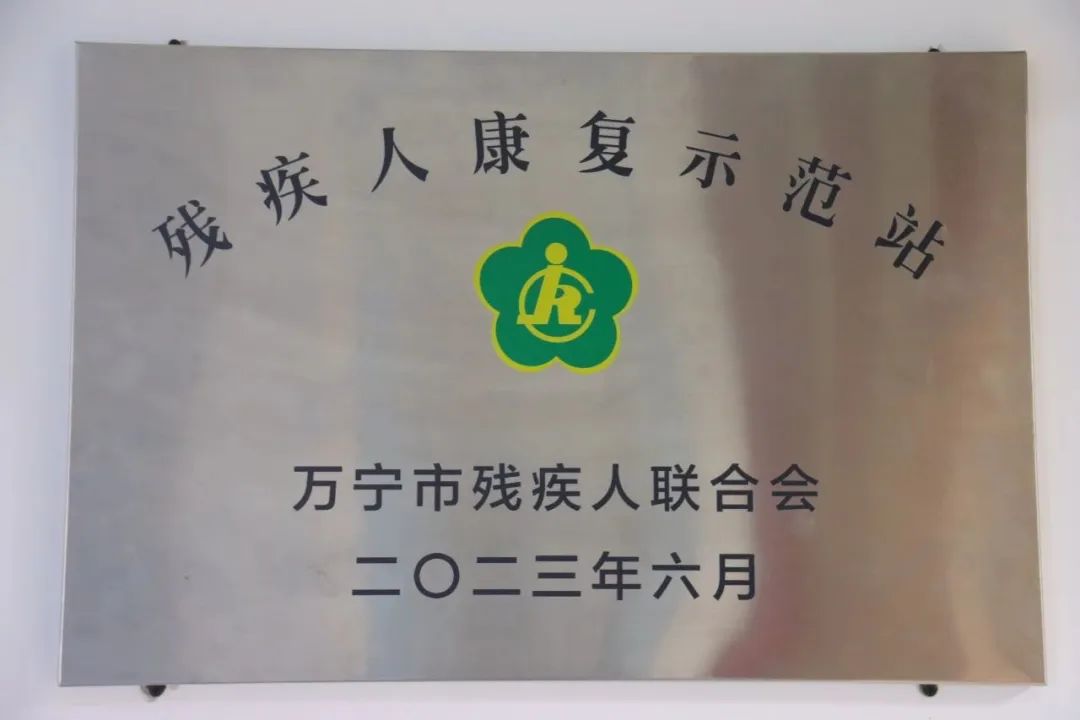 残疾人康复示范站
万宁市残疾人联合会
二〇二三年六月